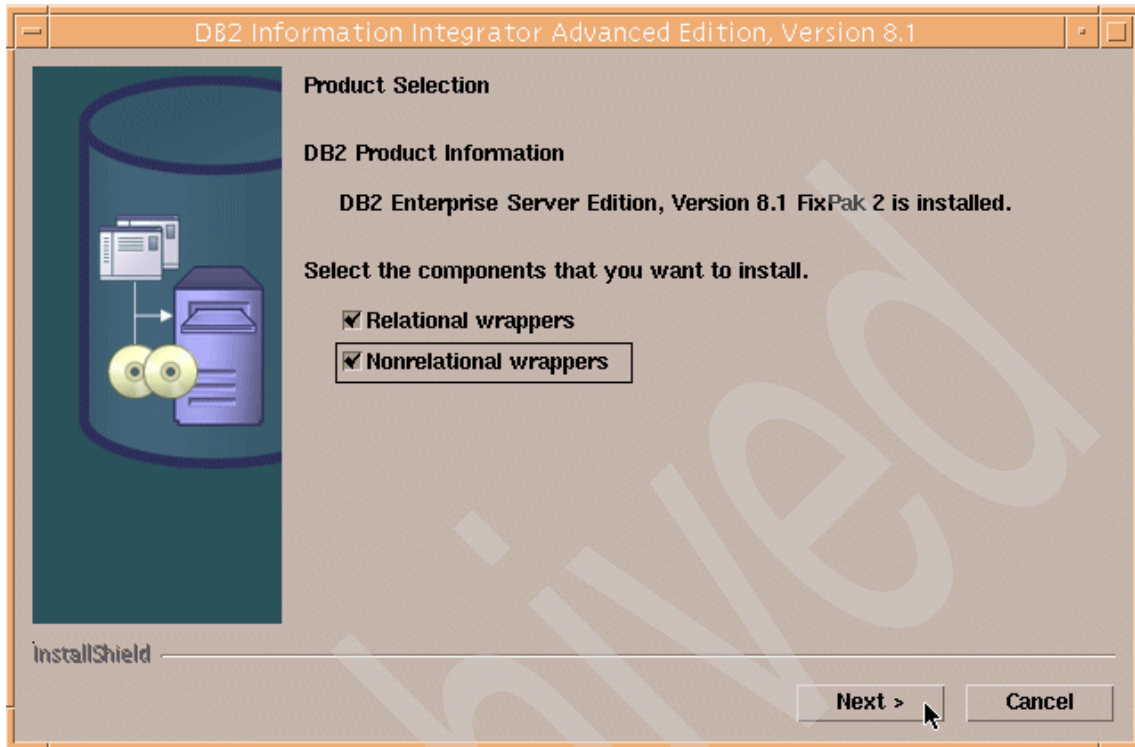 DB2 Information Integrator Advanced Edition, Version 8.1
Product Selection
DB2 Product Information
DB2 Enterprise Server Edition, Version 8.1 FixPak 2 is installed.
Select the components that you want to install.
Relational wrappers
Nonrelational wrappers
InstallShield
Next >
Cancel
hived